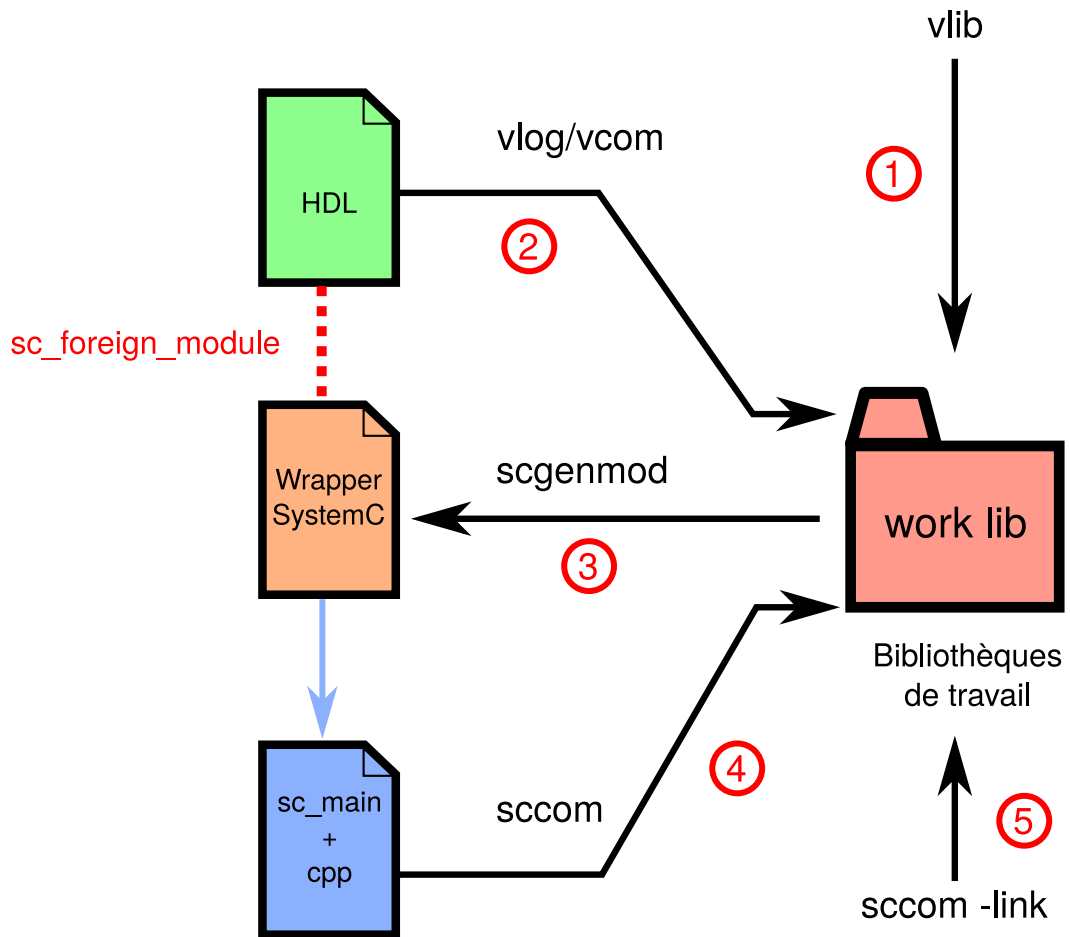 vlib
1
vlog/vcom
2
HDL
sc_foreign_module
scgenmod
3
Wrapper
SystemC
work lib
Bibliothèques
de travail
sc_main
+
cpp
sccom
4
5
sccom -link